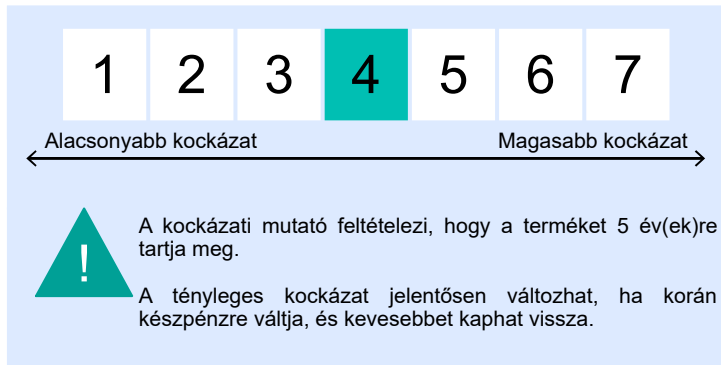 1 2 3 4 5 6 7
Alacsonyabb kockázat Magasabb kockázat
!
A kockázati mutató feltételezi, hogy a terméket 5 év(ek)re
tartja meg.
A tényleges kockázat jelentősen változhat, ha korán
készpénzre váltja, és kevesebbet kaphat vissza.